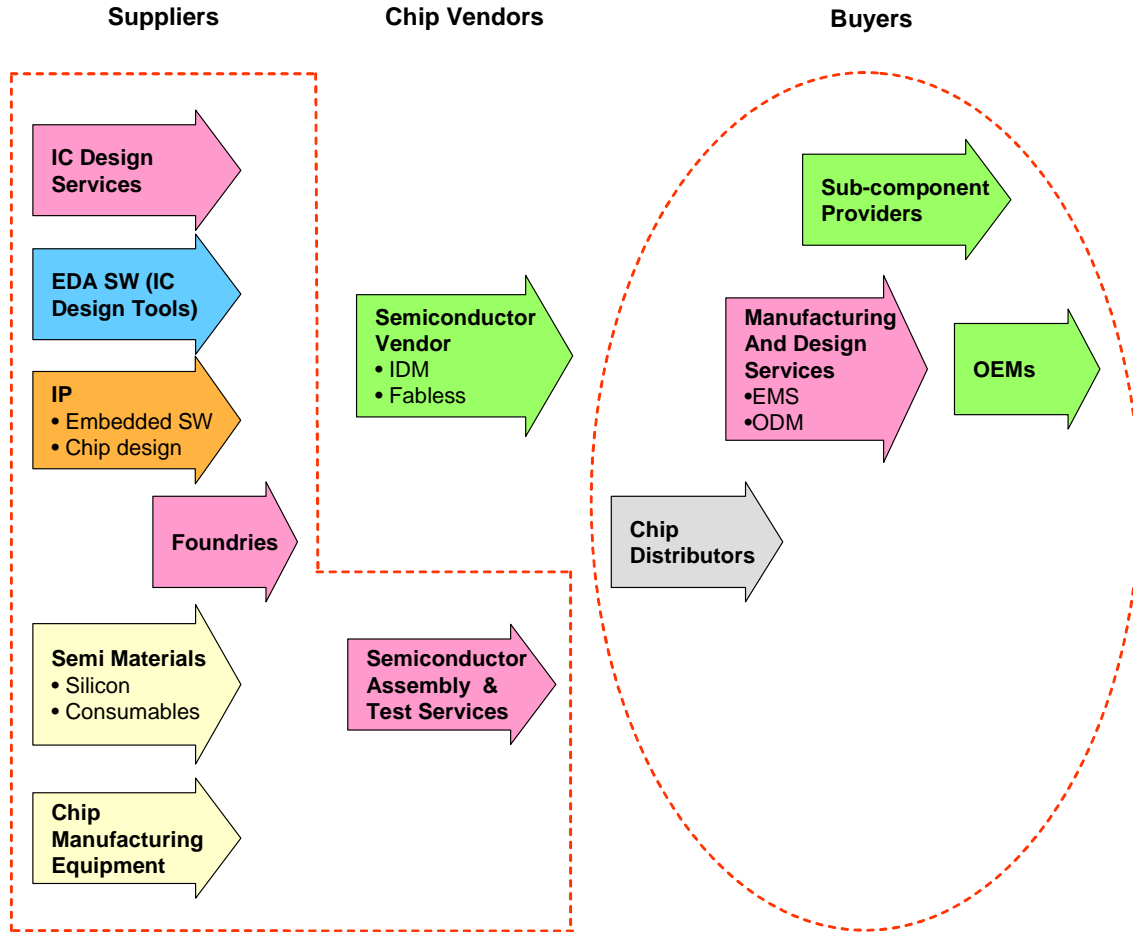 Suppliers
Chip Vendors
Buyers
IC Design
Services
EDA SW (IC
Design Tools)
IP
• Embedded SW
• Chip design
Foundries
Semi Materials
• Silicon
• Consumables
Chip
Manufacturing
Equipment
Semiconductor
Vendor
• IDM
• Fabless
Semiconductor
Assembly &
Test Services
Sub-component
Providers
Manufacturing
And Design
Services
•EMS
•ODM
OEMs
Chip
Distributors